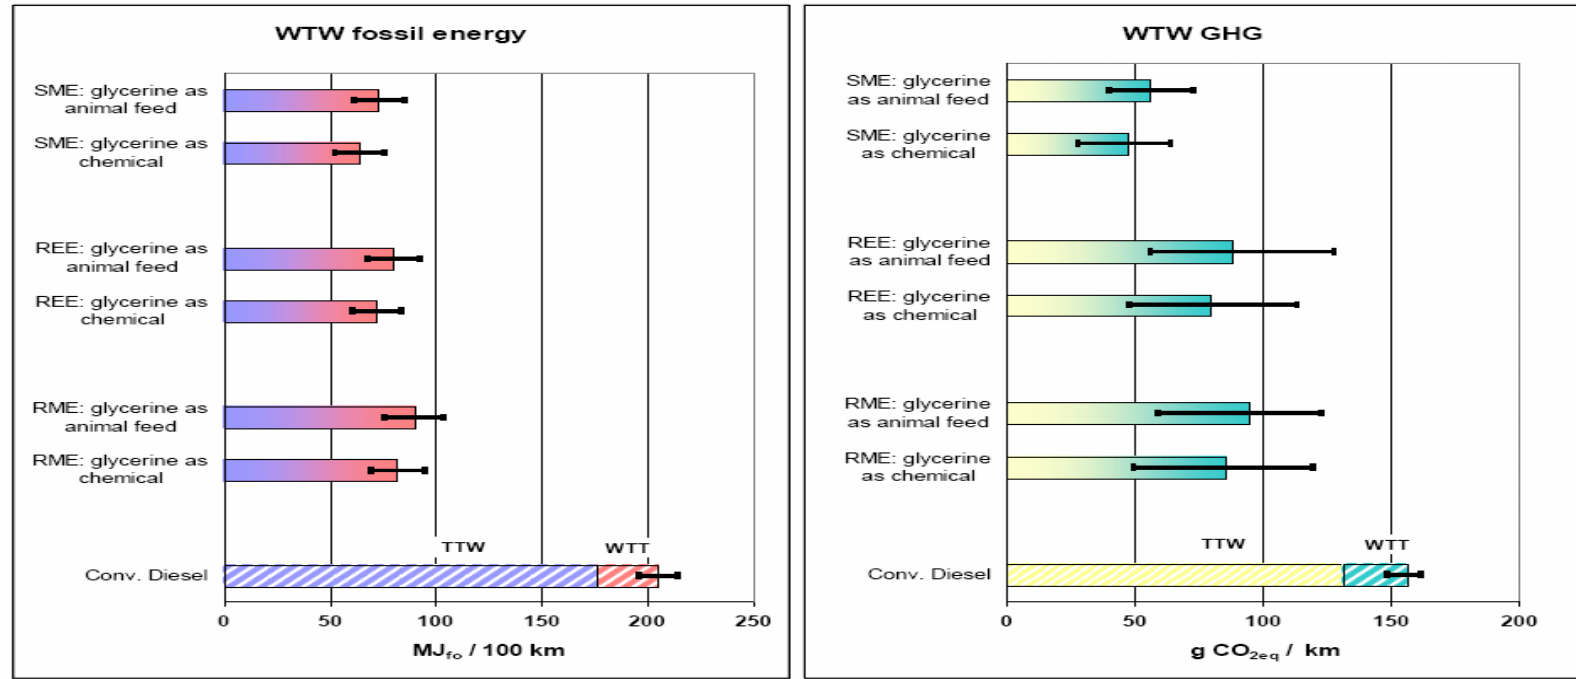 WTW fossil energy
SME: glycerine as
animal feed
SME: glycerine as
chemical
REE: glycerine as
animal feed
REE: glycerine as
chemical
RME: glycerine as
animal feed
RME: glycerine as
chemical
TTW
WTT
Conv. Diesel
0 50 100 150 200 250
MJfo / 100 km
WTW GHG
SME: glycerine
as animal feed
SME: glycerine
as chemical
REE: glycerine
as animal feed
REE: glycerine
as chemical
RME: glycerine
as animal feed
RME: glycerine
as chemical
TTW
WTT
Conv. Diesel
0 50 100 150 200
g CO2eq / km